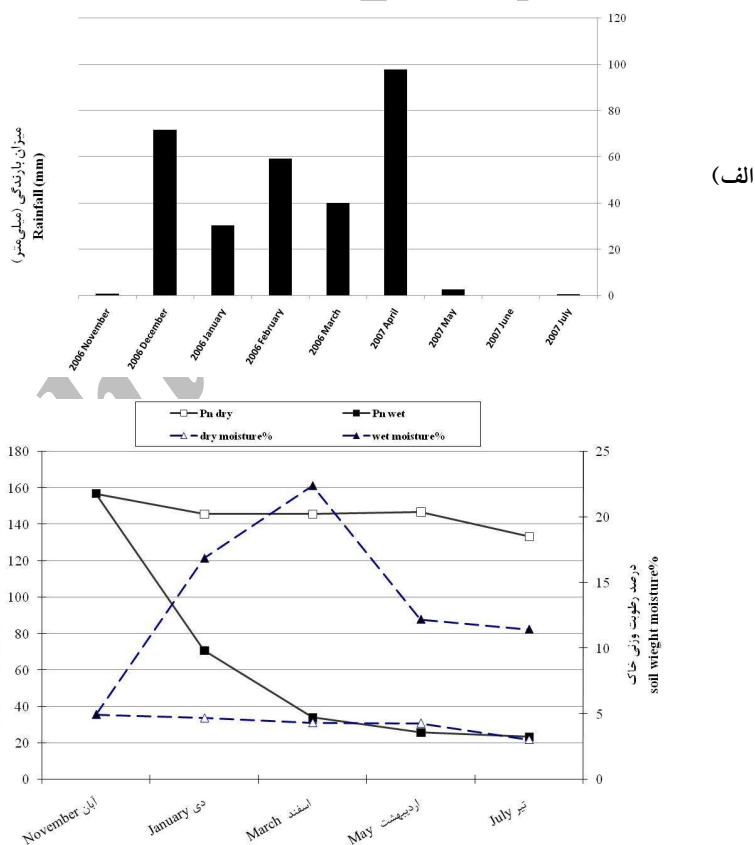 الف)
120
100
80
60
40
20
0
میزان بارندگی (میلی‌متر)
Rainfall (mm)
2006 November
2006 December
2006 January
2006 February
2006 March
2007 April
2007 May
2007 June
2007 July
Pn dry
Pn wet
dry moisture%
wet moisture%
180
160
140
120
100
80
60
40
20
0
25
20
15
10
5
0
درصد رطوبت وزنی خاک
soil wieght moisture%
آبان November
دی January
اسفند March
اردیبهشت May
تیر July